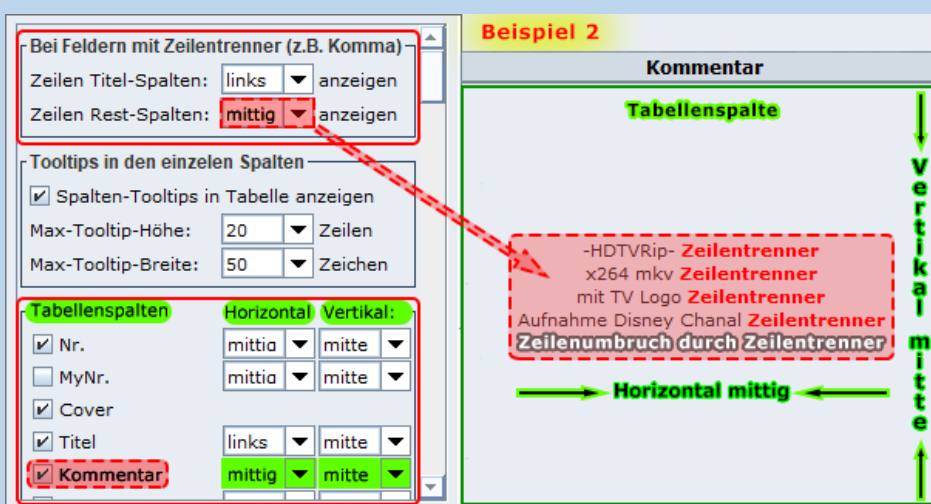 Bei Feldern mit Zeilentrenner (z.B. Komma)
Zeilen Titel-Spalten: links anzeigen
Zeilen Rest-Spalten: mittig anzeigen
Tooltips in den einzelen Spalten
Spalten-Tooltips in Tabelle anzeigen
Max-Tooltip-Höhe: 20 Zeilen
Max-Tooltip-Breite: 50 Zeichen
Tabellenspalten Horizontal Vertikal:
Nr. mittig mitte
MyNr. mittig mitte
Cover
Titel links mitte
Kommentar mittig mitte
Beispiel 2
Kommentar
Tabellenspalte
-HDTVRip- Zeilentrenner
x264 mkv Zeilentrenner
mit TV Logo Zeilentrenner
Aufnahme Disney Chanal Zeilentrenner
Zeilenumbruch durch Zeilentrenner
Horizontal mittig
Vertikal mitte